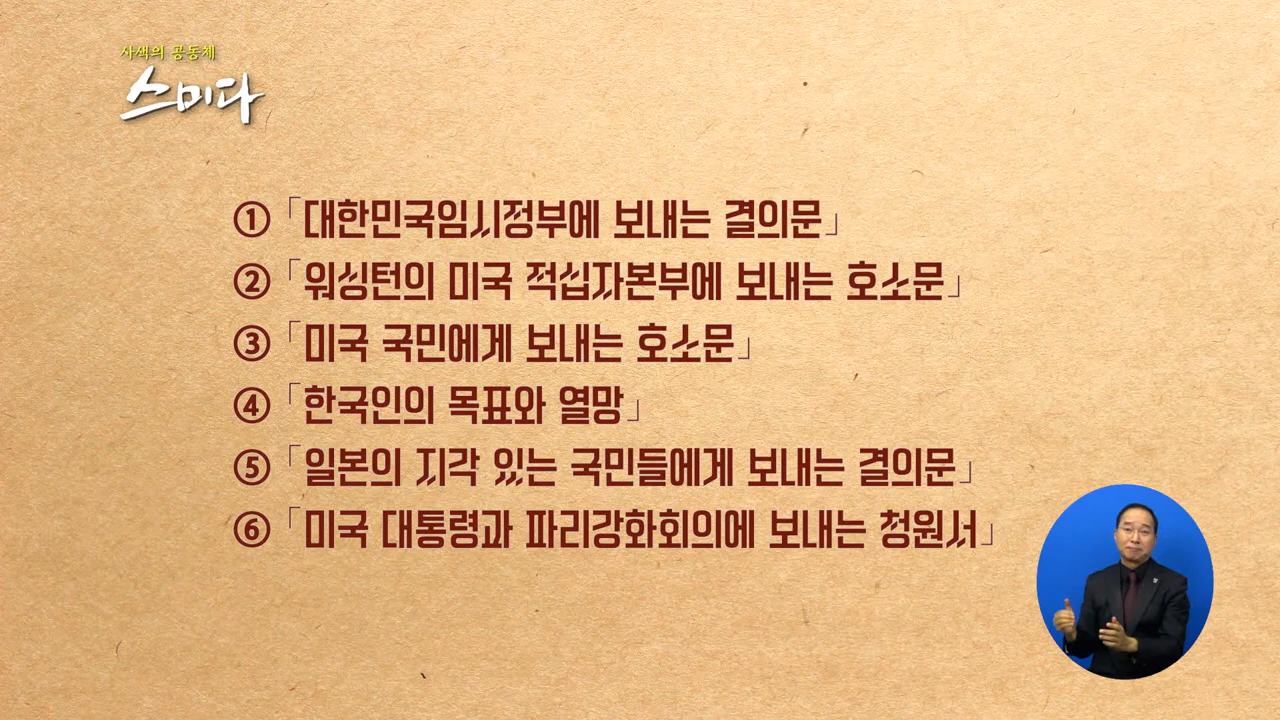 사색의 공동체
스미다
① 「대한민국임시정부에 보내는 결의문」
② 「워싱턴의 미국 적십자본부에 보내는 호소문」
③ 「미국 국민에게 보내는 호소문」
④ 「한국인의 목표와 열망」
⑤ 「일본의 지각 있는 국민들에게 보내는 결의문」
⑥ 「미국 대통령과 파리강화회의에 보내는 청원서」